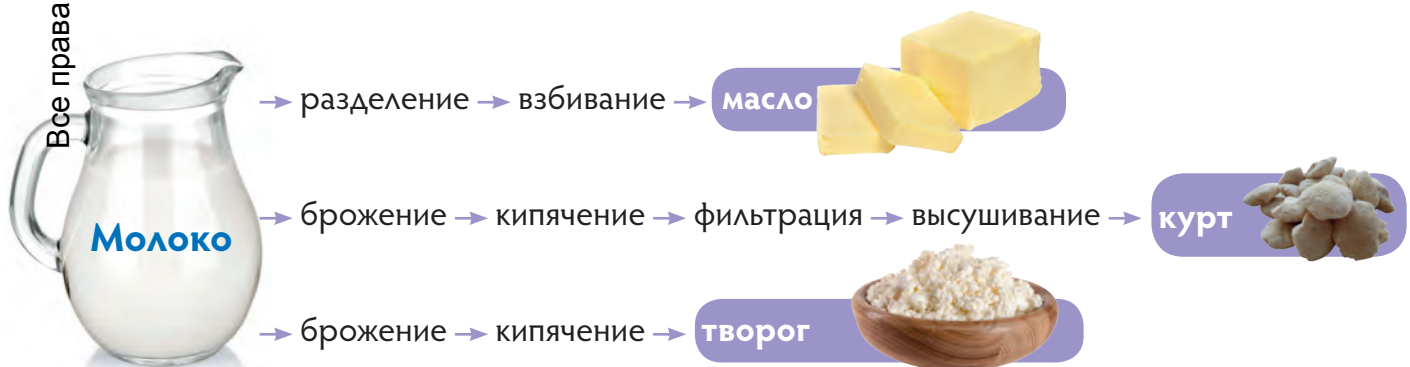 Все права
Молоко
разделение → взбивание → масло
брожение → кипячение → фильтрация → высушивание → курт
брожение → кипячение → творог